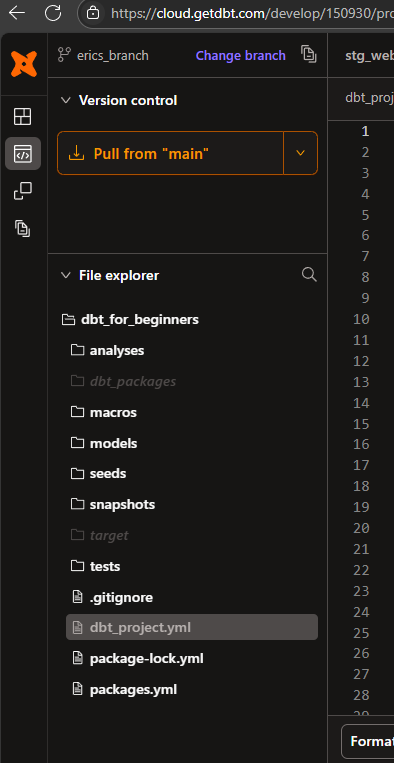 https://cloud.getdbt.com/develop/150930/pro
erics_branch Change branch stg_web
Version control
dbt_proj
Pull from "main"
File explorer
dbt_for_beginners
analyses
dbt_packages
macros
models
seeds
snapshots
target
tests
.gitignore
dbt_project.yml
package-lock.yml
packages.yml
1
2
3
4
5
6
7
8
9
10
11
12
13
14
15
16
17
18
19
20
21
22
23
24
25
26
27
28
29
Format